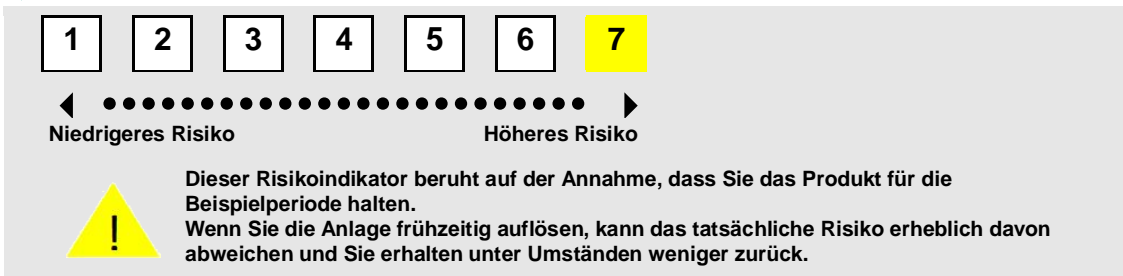 1 2 3 4 5 6 7
Niedrigeres Risiko Höheres Risiko
Dieser Risikoindikator beruht auf der Annahme, dass Sie das Produkt für die
Beispielperiode halten.
Wenn Sie die Anlage frühzeitig auflösen, kann das tatsächliche Risiko erheblich davon
abweichen und Sie erhalten unter Umständen weniger zurück.
!